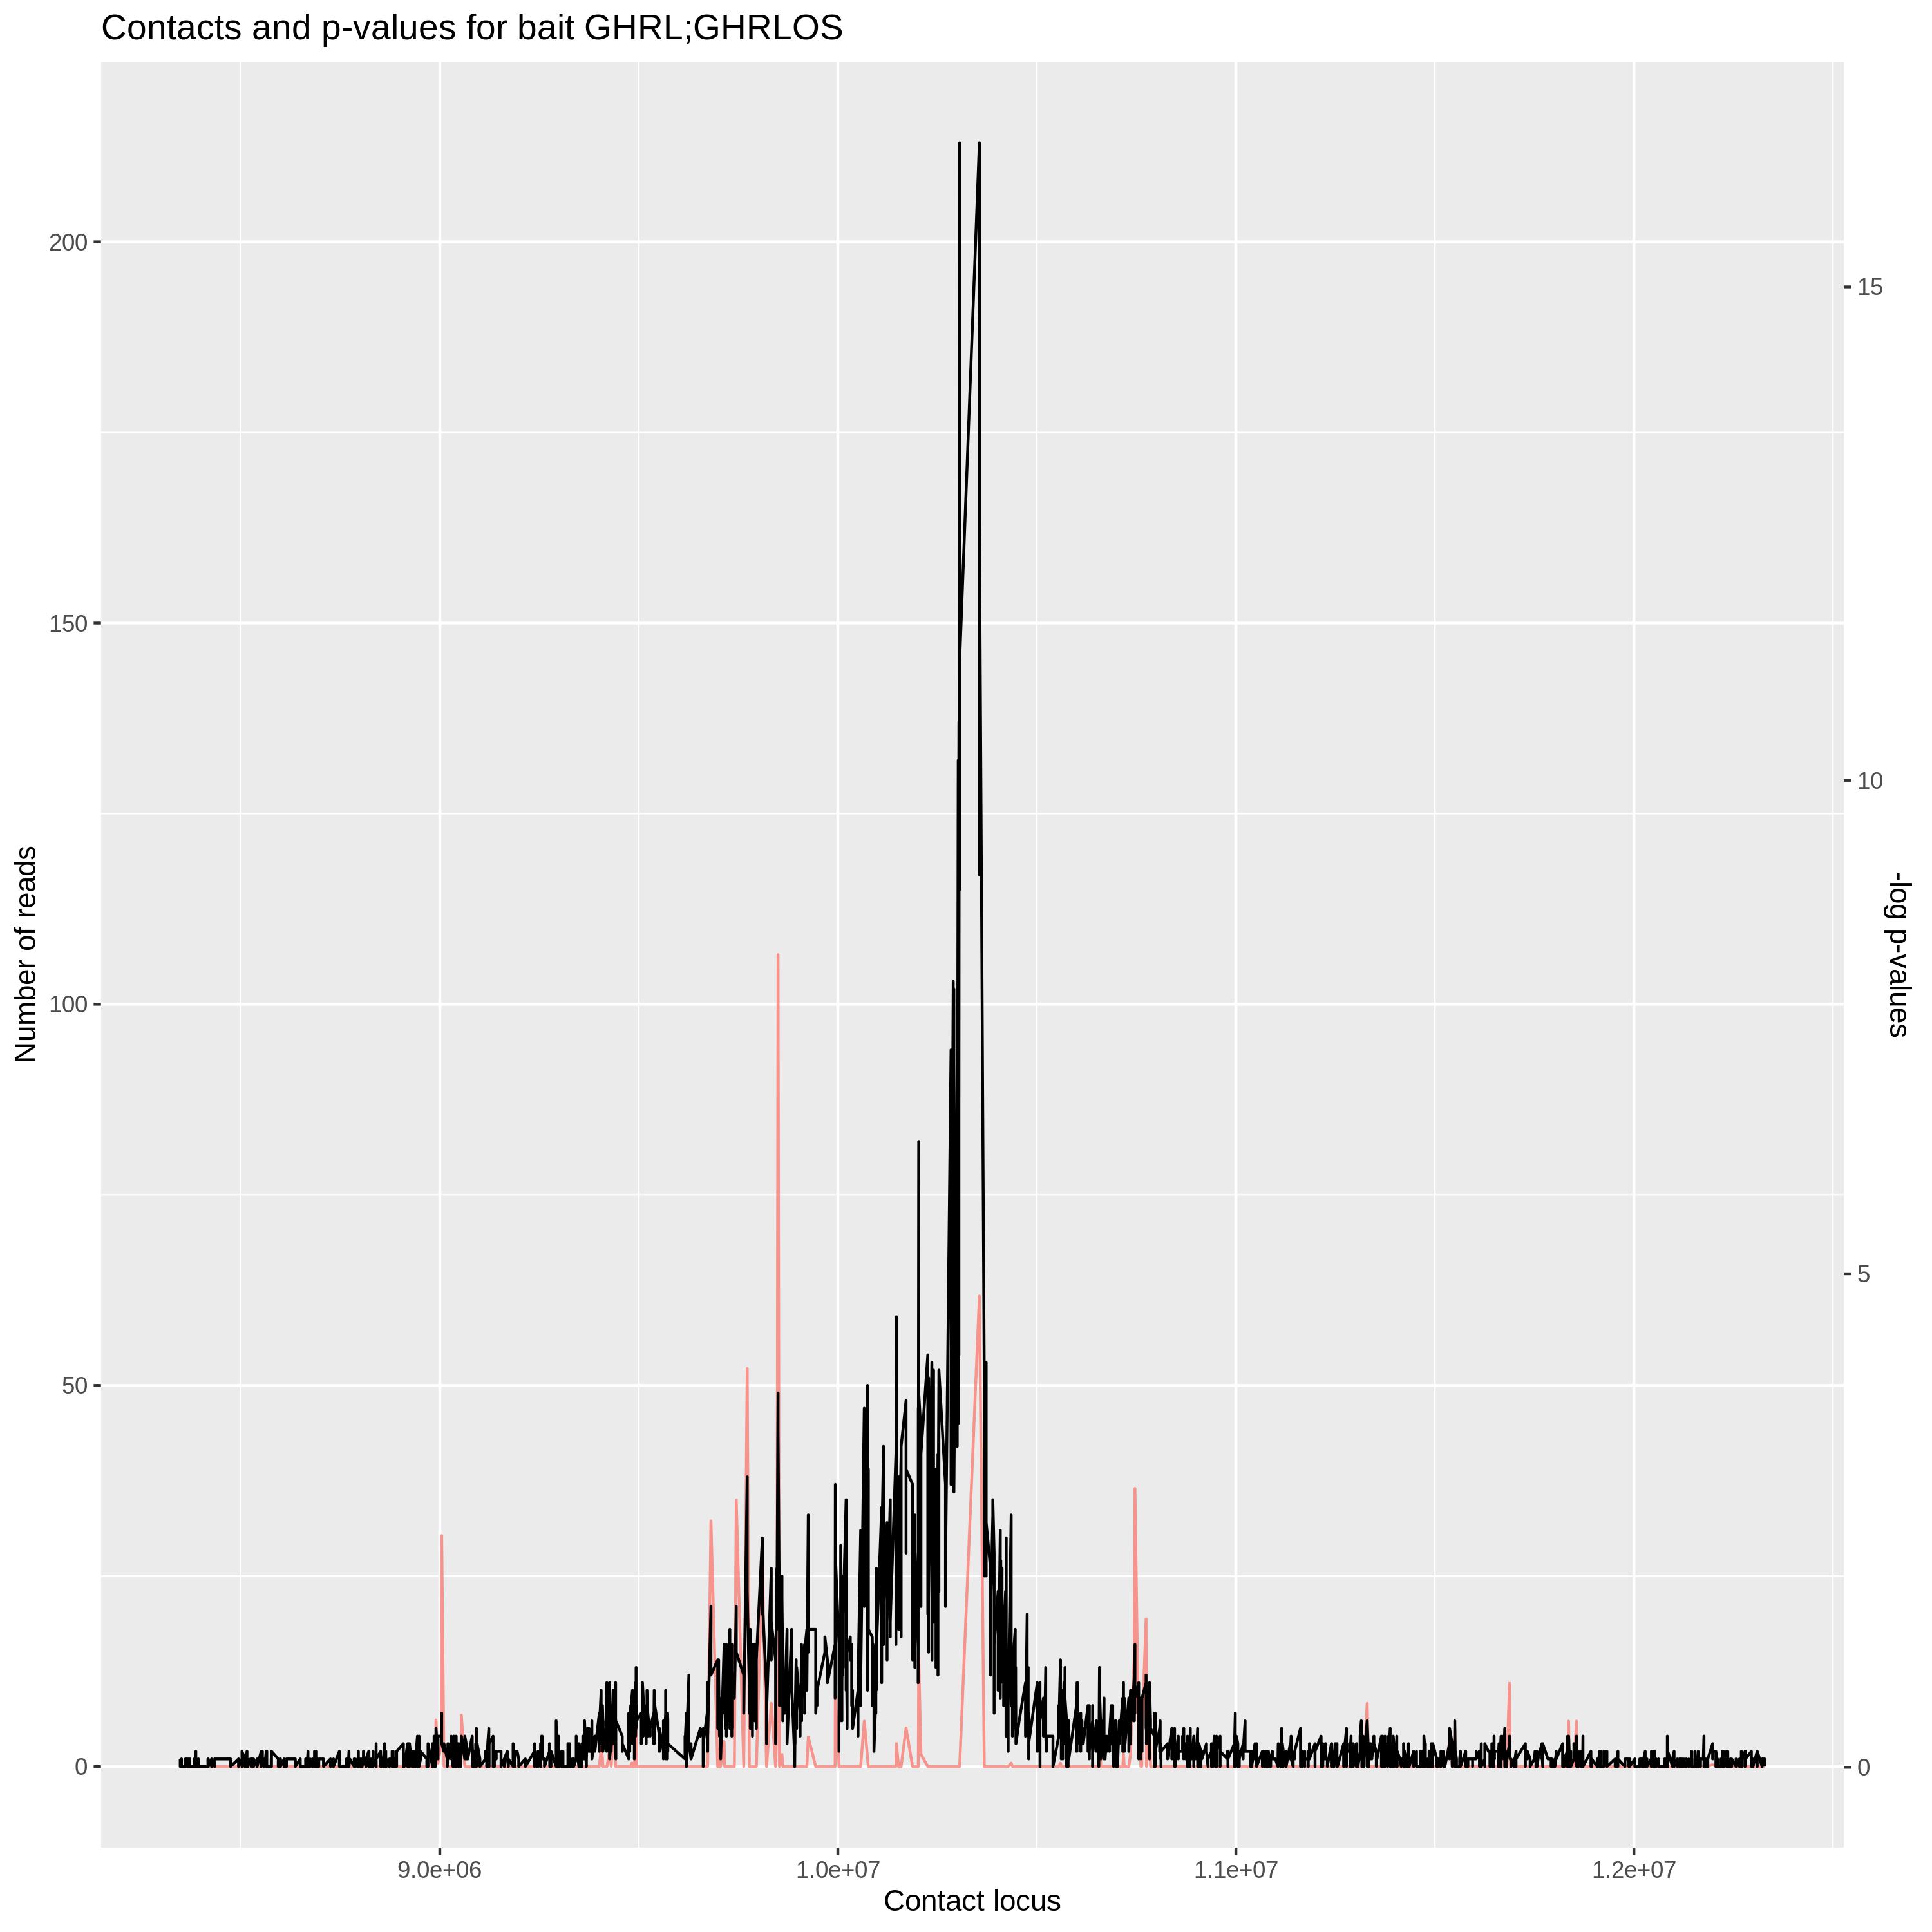 Contacts and p-values for bait GHRL;GHRLOS
200
150
100
50
0
Number of reads
15
10
5
0
-log p-values
9.0e+06
1.0e+07
1.1e+07
1.2e+07
Contact locus